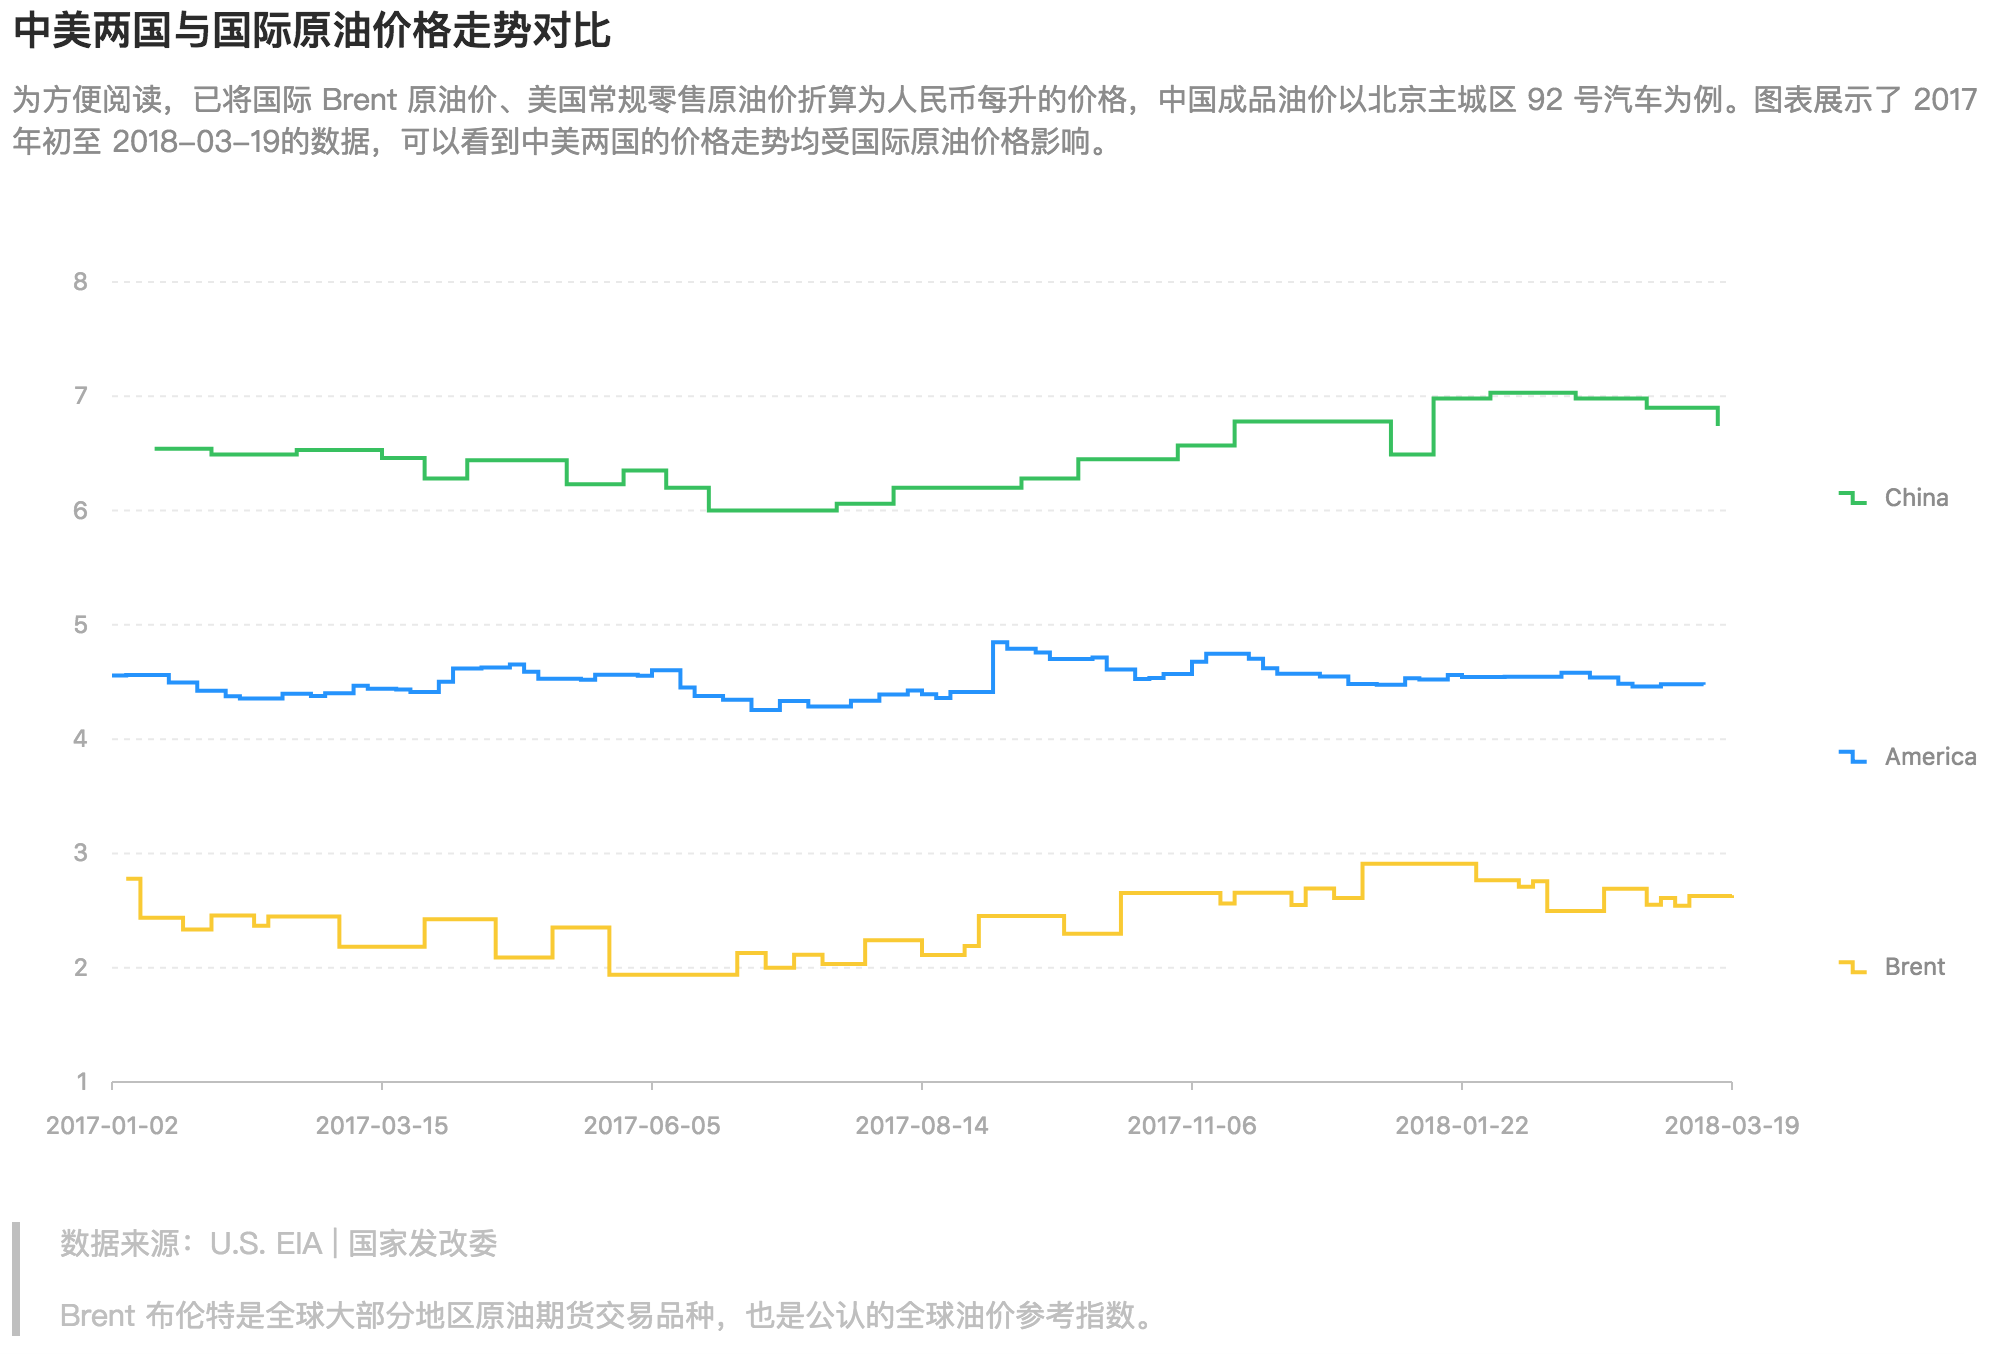 中美两国与国际原油价格走势对比
为方便阅读，已将国际 Brent 原油价、美国常规零售原油价折算为人民币每升的价格，中国成品油价以北京主城区 92 号汽车为例。图表展示了 2017
年初至 2018-03-19的数据，可以看到中美两国的价格走势均受国际原油价格影响。
8
7
6
5
4
3
2
1
China
America
Brent
2017-01-02 2017-03-15 2017-06-05 2017-08-14 2017-11-06 2018-01-22 2018-03-19
数据来源：U.S. EIA | 国家发改委
Brent 布伦特是全球大部分地区原油期货交易品种，也是公认的全球油价参考指数。